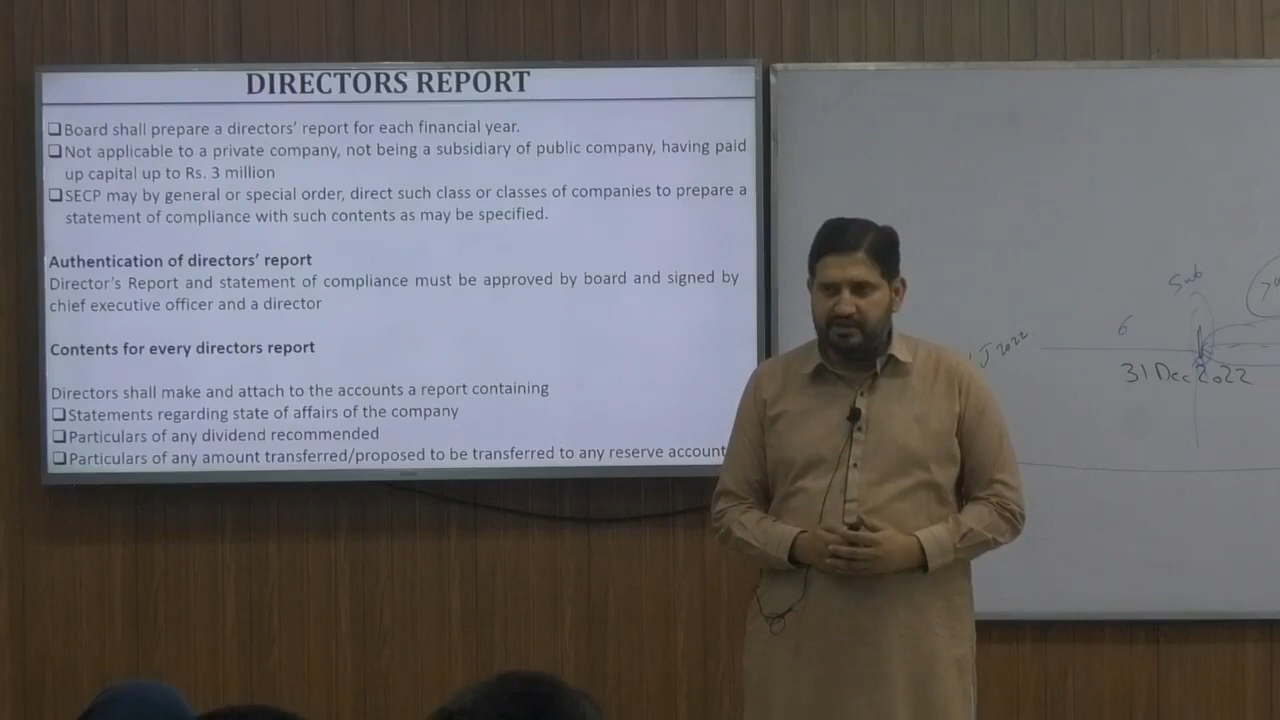 DIRECTORS REPORT
❑Board shall prepare a directors' report for each financial year.
❑Not applicable to a private company, not being a subsidiary of public company, having paid
up capital up to Rs. 3 million
❑SECP may by general or special order, direct such class or classes of companies to prepare a
statement of compliance with such contents as may be specified.
Authentication of directors' report
Director's Report and statement of compliance must be approved by board and signed by
chief executive officer and a director
Contents for every directors report
Directors shall make and attach to the accounts a report containing
❑Statements regarding state of affairs of the company
❑Particulars of any dividend recommended
❑Particulars of any amount transferred/proposed to be transferred to any reserve account
Sub
6
J 2022
31 Dec 2022